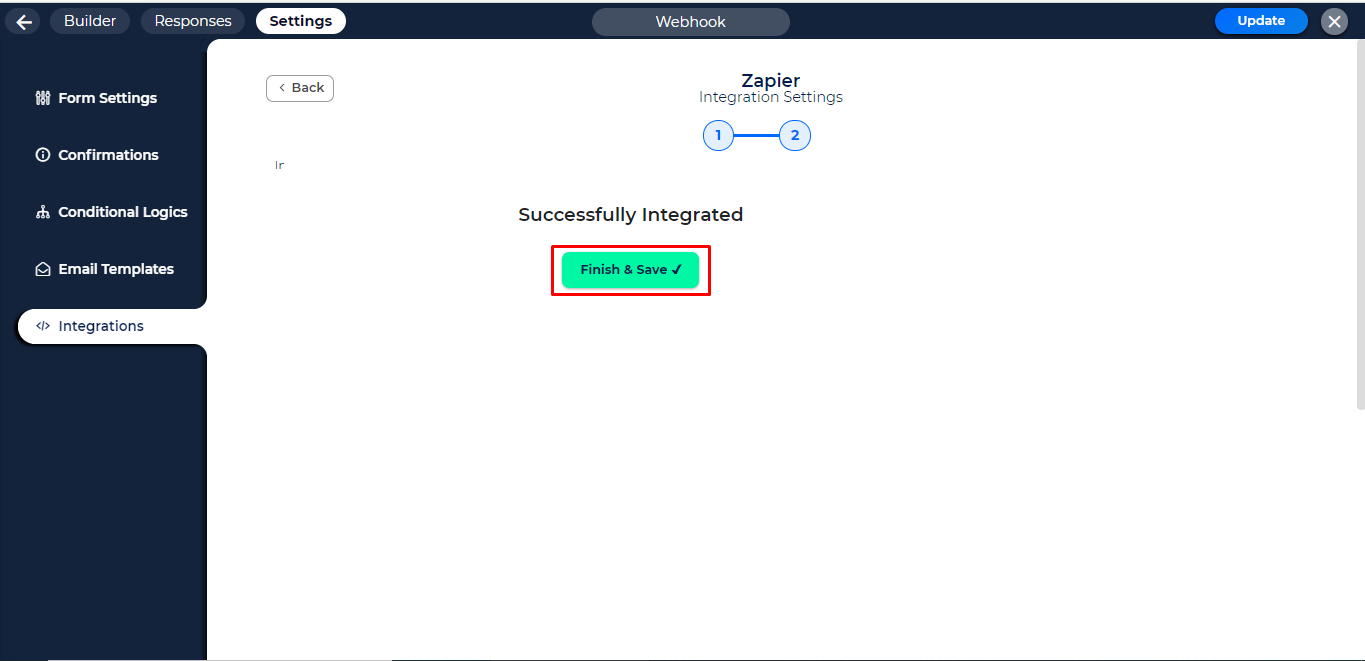 Builder Responses Settings Webhook Update
Form Settings
Confirmations
Conditional Logics
Email Templates
Integrations
Back
Zapier
Integration Settings
1 2
Successfully Integrated
Finish & Save ✓